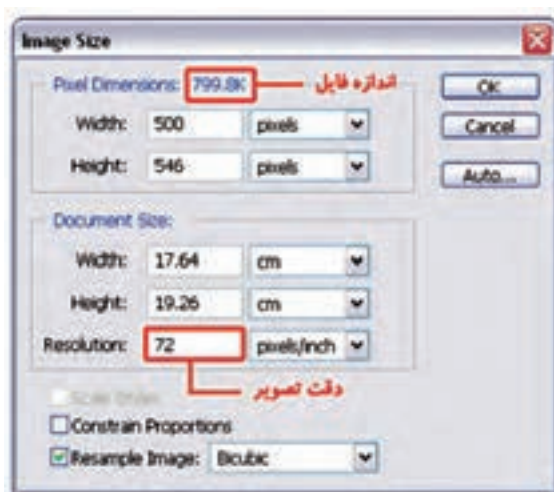 Image Size
Pixel Dimensions: 799.8K اندازه فایل
OK
Width: 500 pixels
Cancel
Height: 546 pixels
Auto...
Document Size:
Width: 17.64 cm
Height: 19.26 cm
Resolution: 72 pixels/inch
دقت تصویر
Constrain Proportions
Resample Image: Bicubic